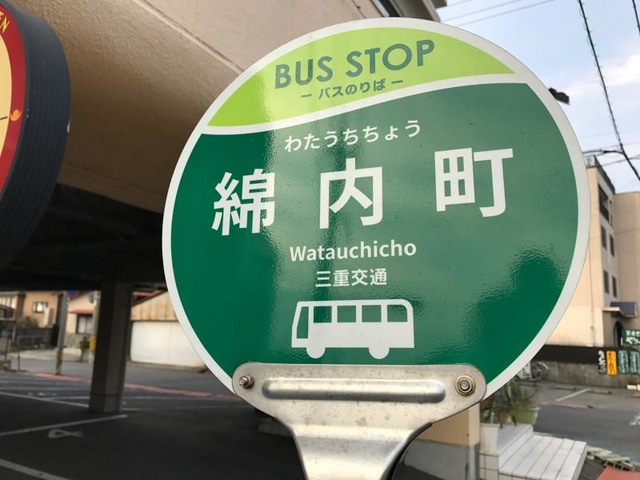 BUS STOP
ー バスのりば ー
わたうちちょう
綿内町
Watauchicho
三重交通